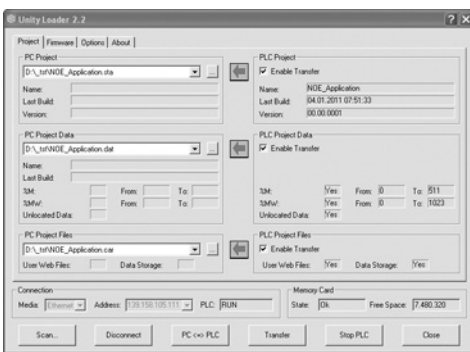 Unity Loader 2.2
Project Firmware Options About
PC Project PLC Project
D:\_tst\NOE_Application.sta ... Enable Transfer
Name: Name: NOE_Application
Last Build: Last Build: 04.01.2011 07:51:33
Version: Version: 00.00.0001
PC Project Data PLC Project Data
D:\_tst\NOE_Application.dat ... Enable Transfer
Name:
Last Build:
%M: From: To: %M: Yes From: 0 To: 511
%MW: From: To: %MW: Yes From: 0 To: 1023
Unlocated Data: Unlocated Data: Yes
PC Project Files PLC Project Files
D:\_tst\NOE_Application.car ... Enable Transfer
User Web Files: Data Storage: User Web Files: Yes Data Storage: Yes
Connection Memory Card
Media: Ethernet Address: 139.158.105.111 PLC: RUN State: Ok Free Space: 7.480.320
Scan... Disconnect PC <=> PLC Transfer Stop PLC Close